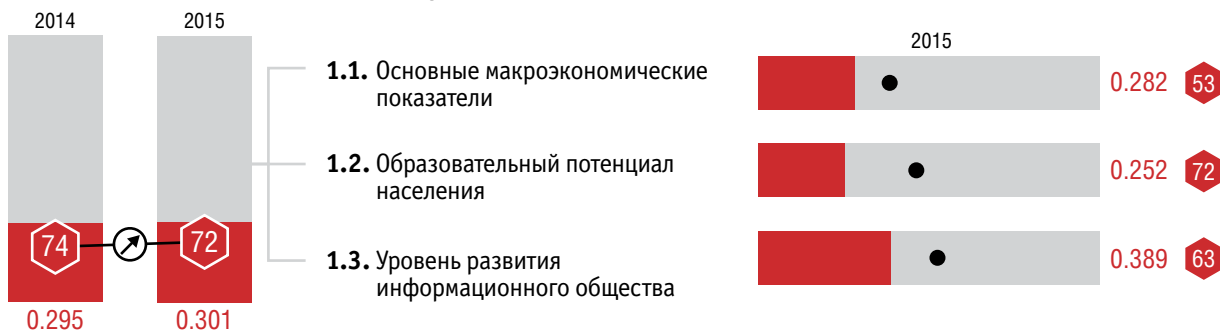 2014
2015
74
72
0.295
0.301
1.1. Основные макроэкономические
показатели
1.2. Образовательный потенциал
населения
1.3. Уровень развития
информационного общества
2015
0.282
53
0.252
72
0.389
63